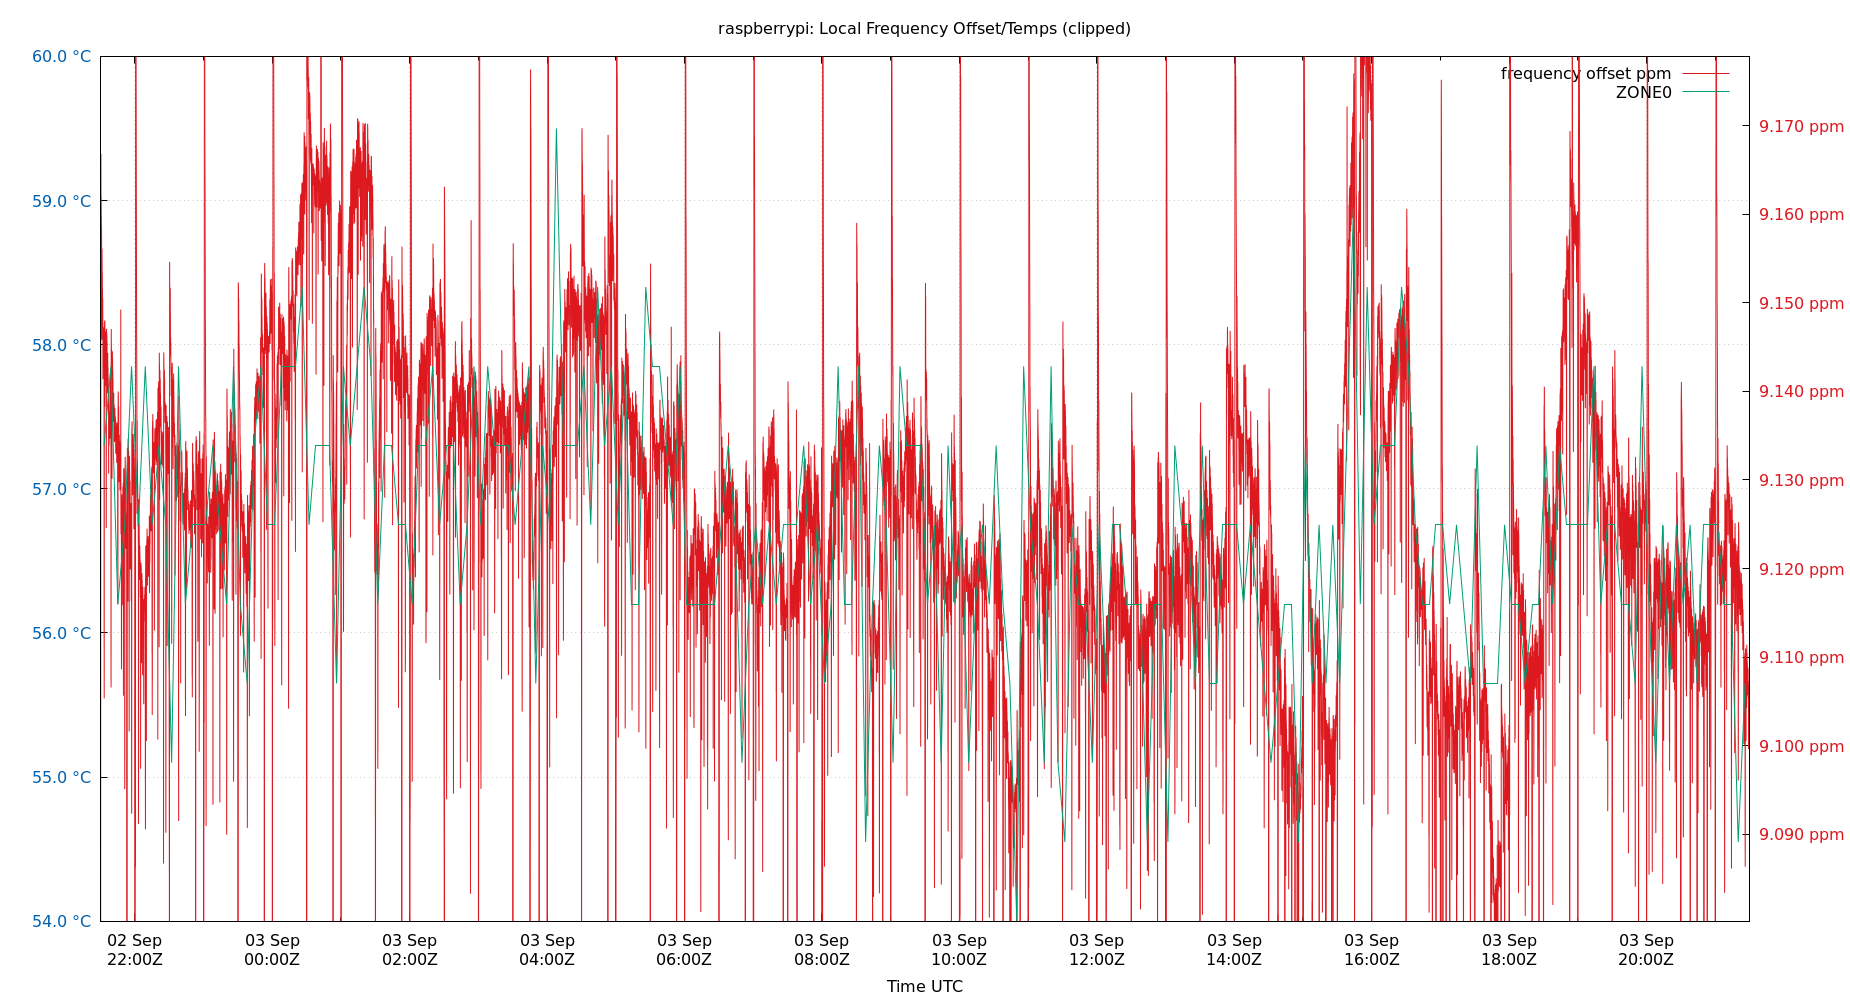 raspberrypi: Local Frequency Offset/Temps (clipped)
60.0 °C
59.0 °C
58.0 °C
57.0 °C
56.0 °C
55.0 °C
54.0 °C
frequency offset ppm
ZONE0
9.170 ppm
9.160 ppm
9.150 ppm
9.140 ppm
9.130 ppm
9.120 ppm
9.110 ppm
9.100 ppm
9.090 ppm
02 Sep 03 Sep 03 Sep 03 Sep 03 Sep 03 Sep 03 Sep 03 Sep 03 Sep 03 Sep 03 Sep 03 Sep
22:00Z 00:00Z 02:00Z 04:00Z 06:00Z 08:00Z 10:00Z 12:00Z 14:00Z 16:00Z 18:00Z 20:00Z
Time UTC